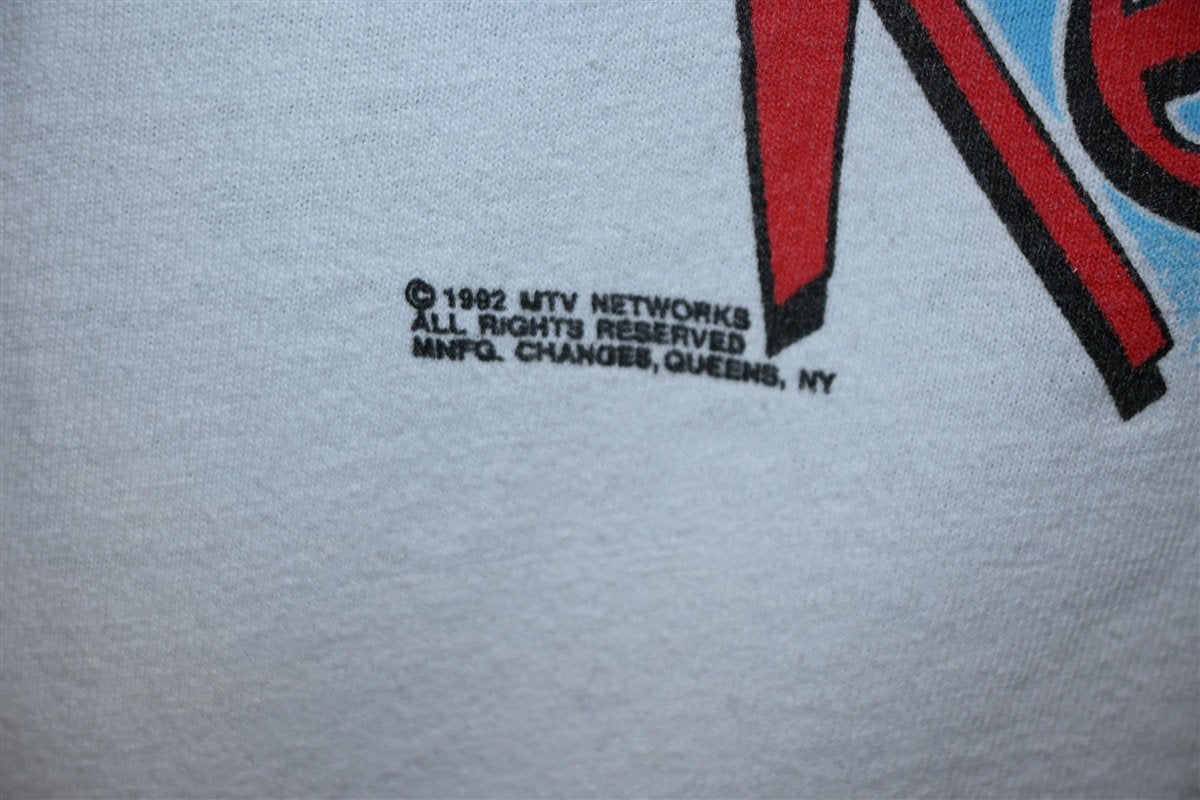 © 1992 MTV NETWORKS
ALL RIGHTS RESERVED
MNFG. CHANGES, QUEENS, NY